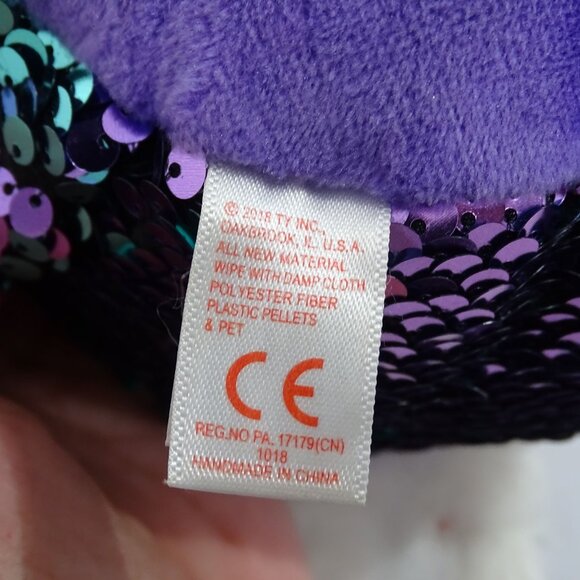 © 2018 TY INC.,
OAKBROOK, IL. U.S.A.
ALL NEW MATERIAL
WIPE WITH DAMP CLOTH
POLYESTER FIBER
PLASTIC PELLETS
& PET
CE
REG.NO PA. 17179(CN)
1018
HANDMADE IN CHINA